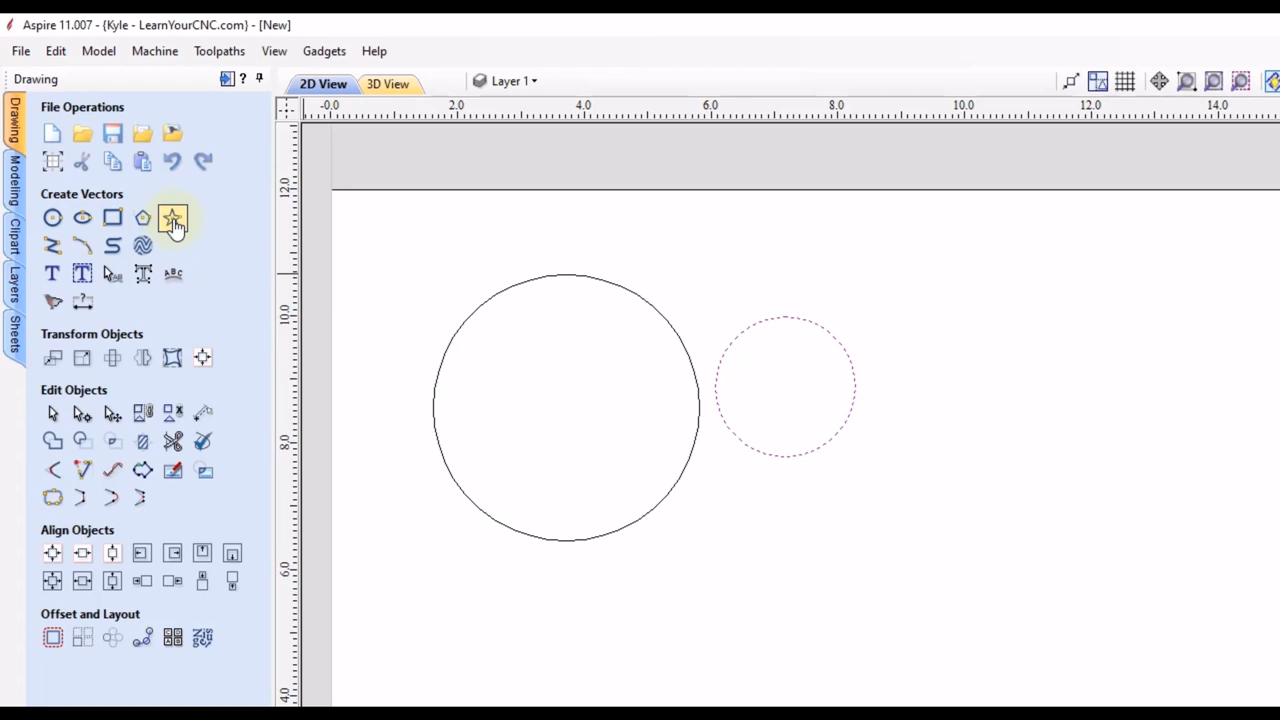 Aspire 11.007 - {Kyle - LearnYourCNC.com} - [New]
File Edit Model Machine Toolpaths View Gadgets Help
Drawing ?
2D View 3D View Layer 1
-0.0 2.0 4.0 6.0 8.0 10.0 12.0 14.0
Drawing
Modeling
Clipart
Layers
Sheets
File Operations
Create Vectors
Transform Objects
Edit Objects
Align Objects
Offset and Layout
12.0
10.0
8.0
6.0
4.0